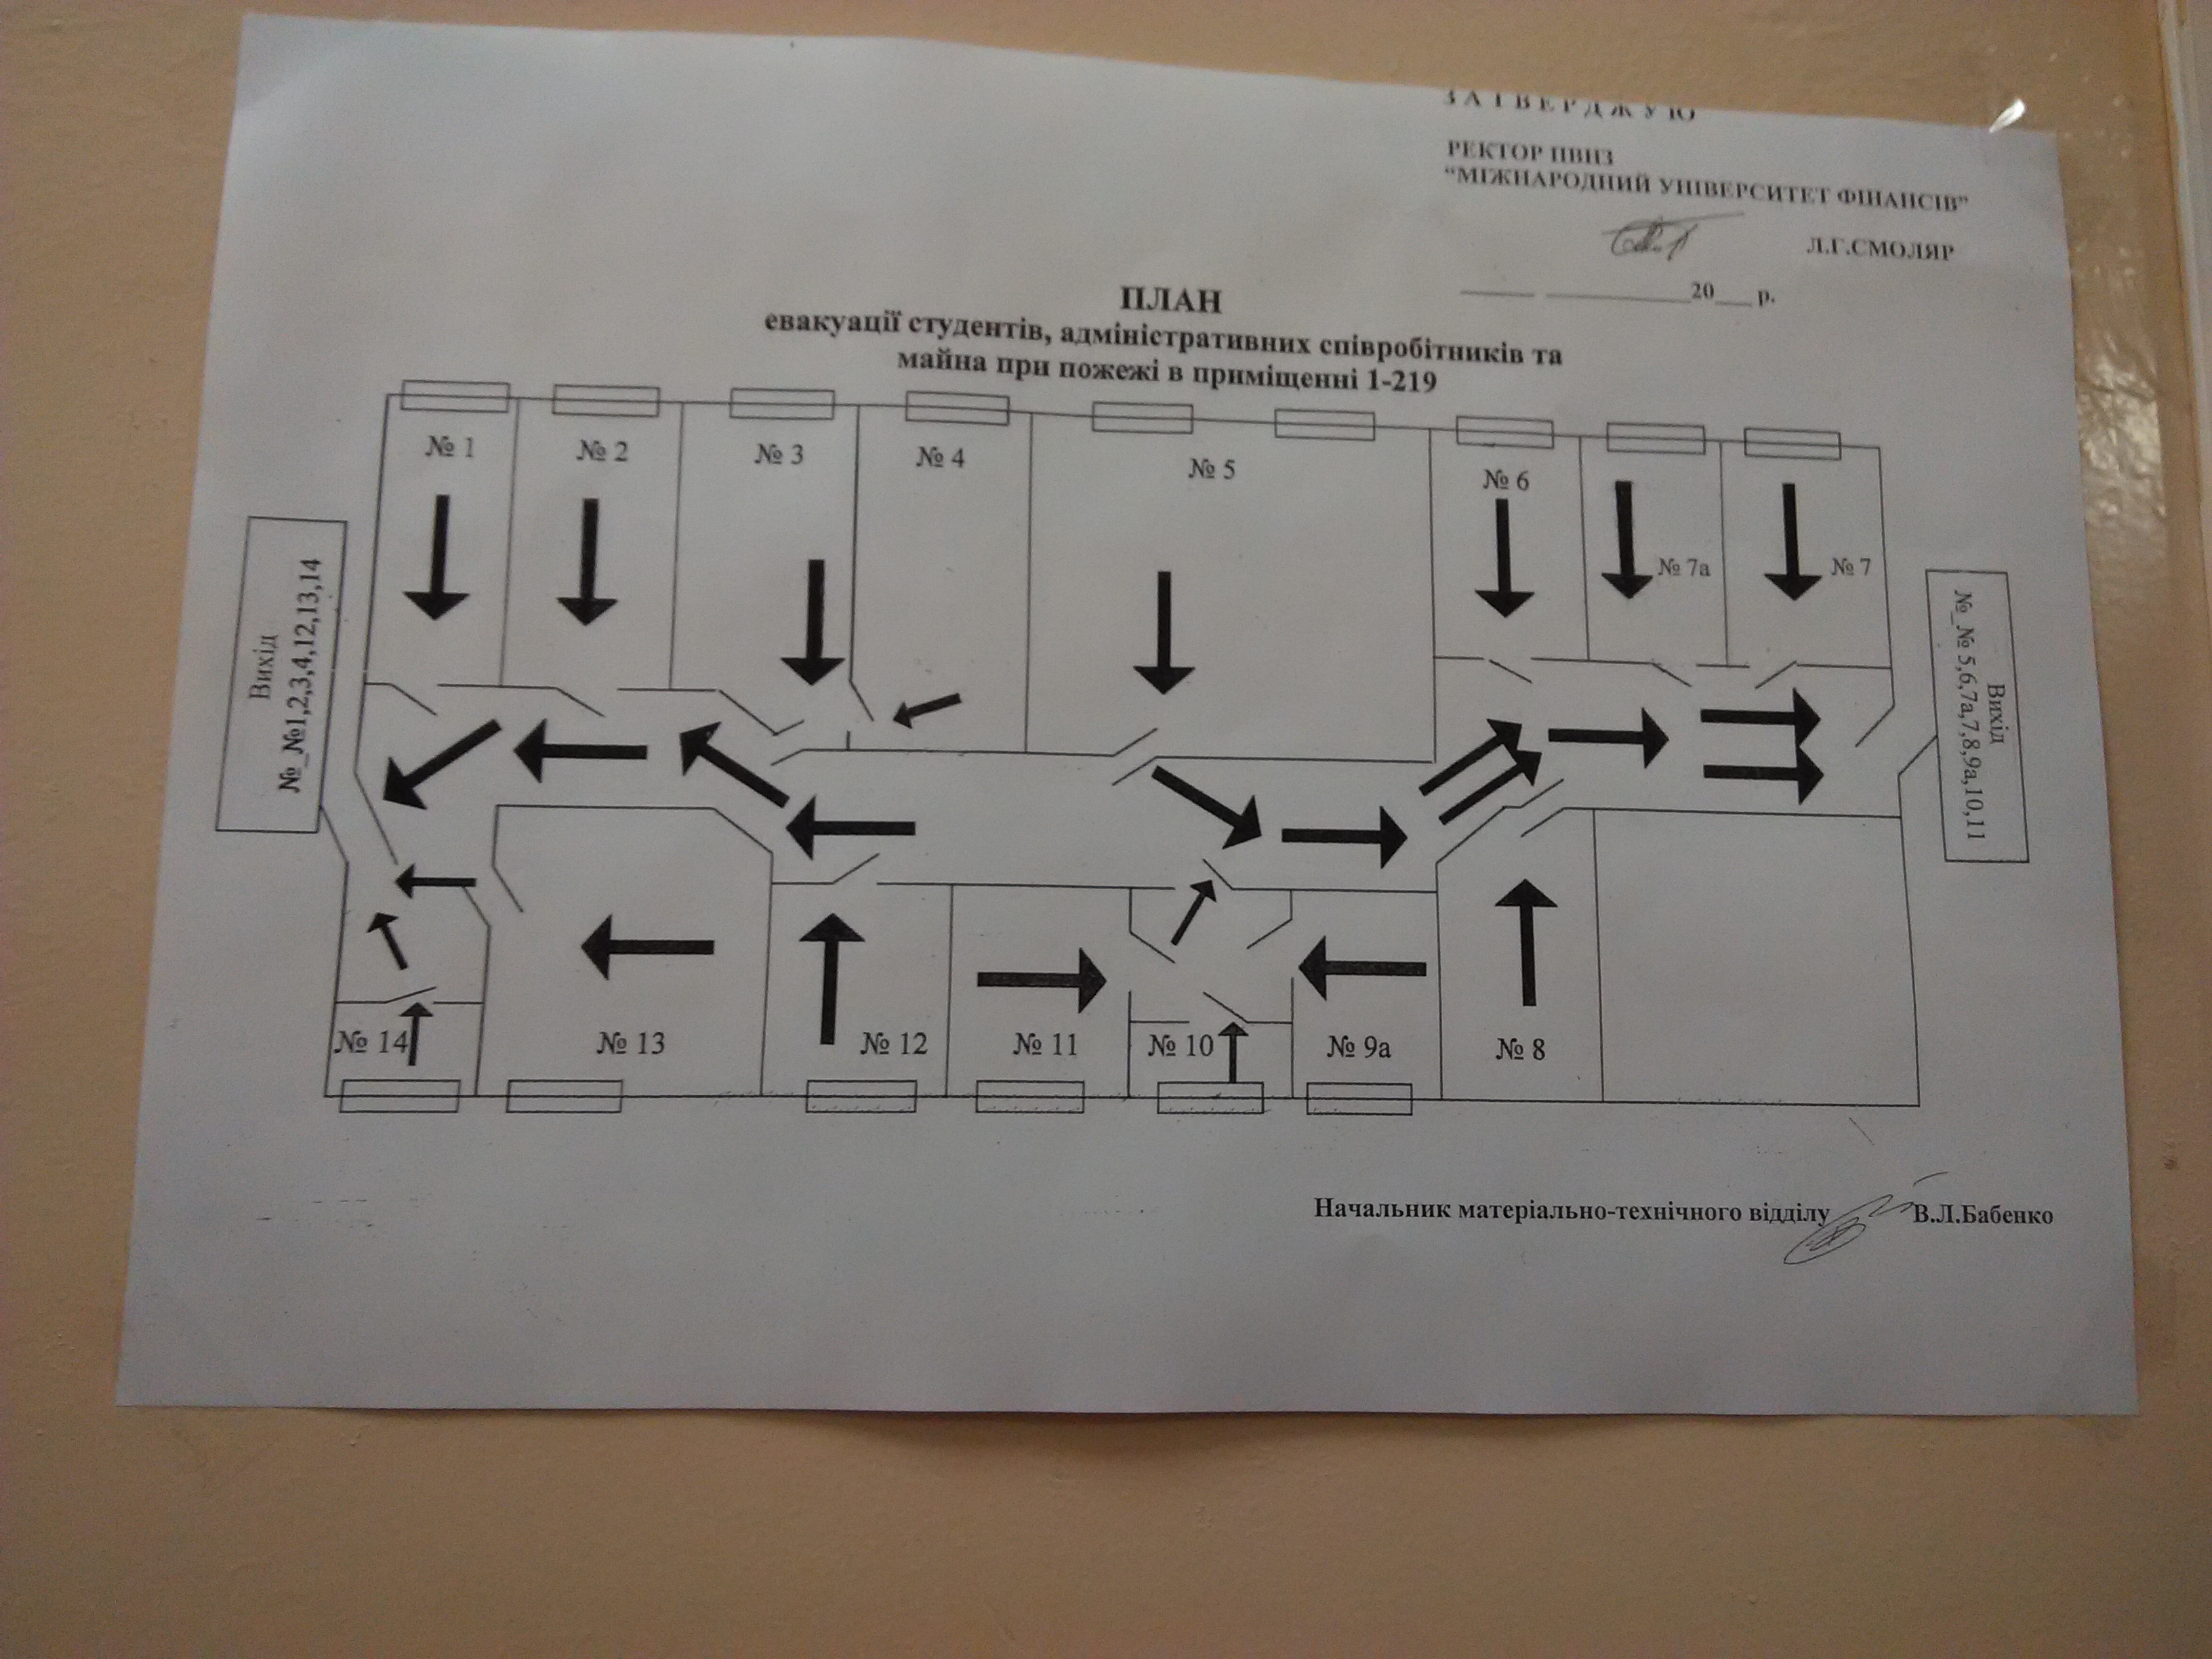 ЗАТВЕРДЖУЮ
РЕКТОР ПВНЗ
“МІЖНАРОДНИЙ УНІВЕРСИТЕТ ФІНАНСІВ”
Л.Г.СМОЛЯР
20 р.
ПЛАН
евакуації студентів, адміністративних співробітників та
майна при пожежі в приміщенні 1-219
№ 1
№ 2
№ 3
№ 4
№ 5
№ 6
№ 7а
№ 7
Вихід
№_№1,2,3,4,12,13,14
Вихід
№_№ 5,6,7а,7,8,9а,10,11
№ 14
№ 13
№ 12
№ 11
№ 10
№ 9а
№ 8
Начальник матеріально-технічного відділу В.Л.Бабенко